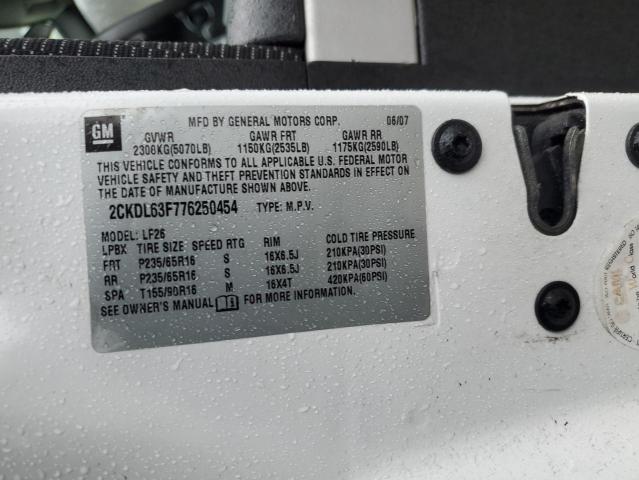 GM
MFD BY GENERAL MOTORS CORP. 06/07
GVWR GAWR FRT GAWR RR
2306KG(5070LB) 1150KG(2535LB) 1175KG(2590LB)
THIS VEHICLE CONFORMS TO ALL APPLICABLE U.S. FEDERAL MOTOR
VEHICLE SAFETY AND THEFT PREVENTION STANDARDS IN EFFECT ON
THE DATE OF MANUFACTURE SHOWN ABOVE.
2CKDL63F776250454 TYPE: M.P.V.
MODEL: LF26
LPBX TIRE SIZE SPEED RTG RIM COLD TIRE PRESSURE
FRT P235/65R16 S 16X6.5J 210KPA(30PSI)
RR P235/65R16 S 16X6.5J 210KPA(30PSI)
SPA T155/90R16 M 16X4T 420KPA(60PSI)
SEE OWNER'S MANUAL FOR MORE INFORMATION.
REGISTERED